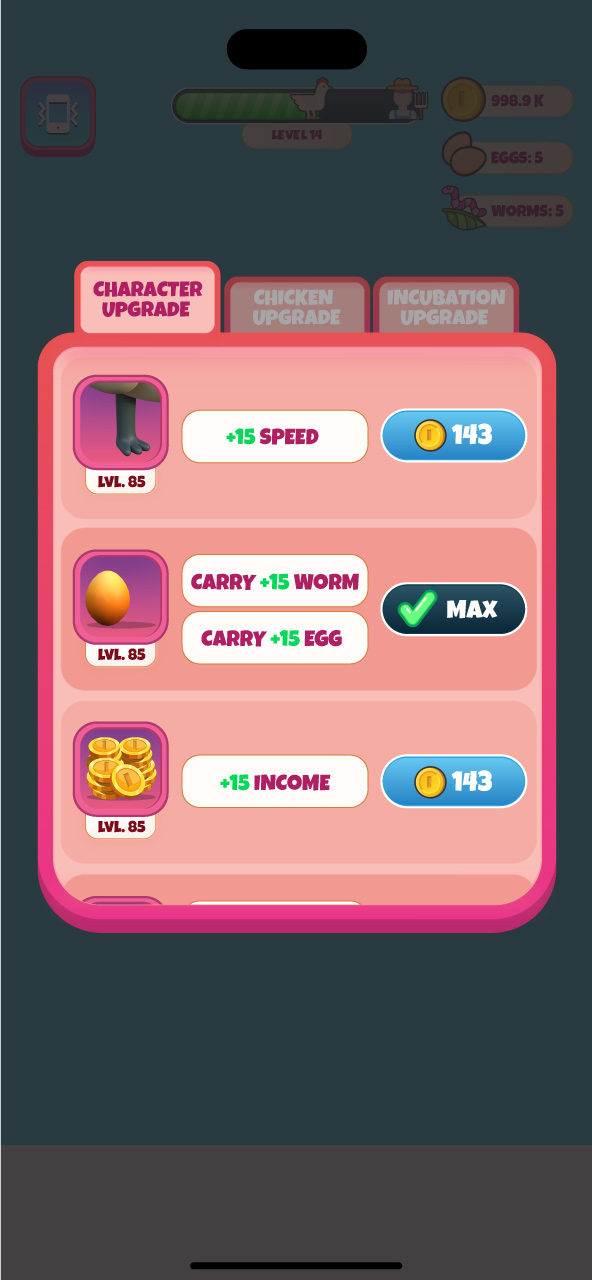 998.9 K
LEVEL 14
EGGS: 5
WORMS: 5
CHARACTER
UPGRADE
CHICKEN
UPGRADE
INCUBATION
UPGRADE
+15 SPEED
143
LVL. 85
CARRY +15 WORM
CARRY +15 EGG
MAX
LVL. 85
+15 INCOME
143
LVL. 85